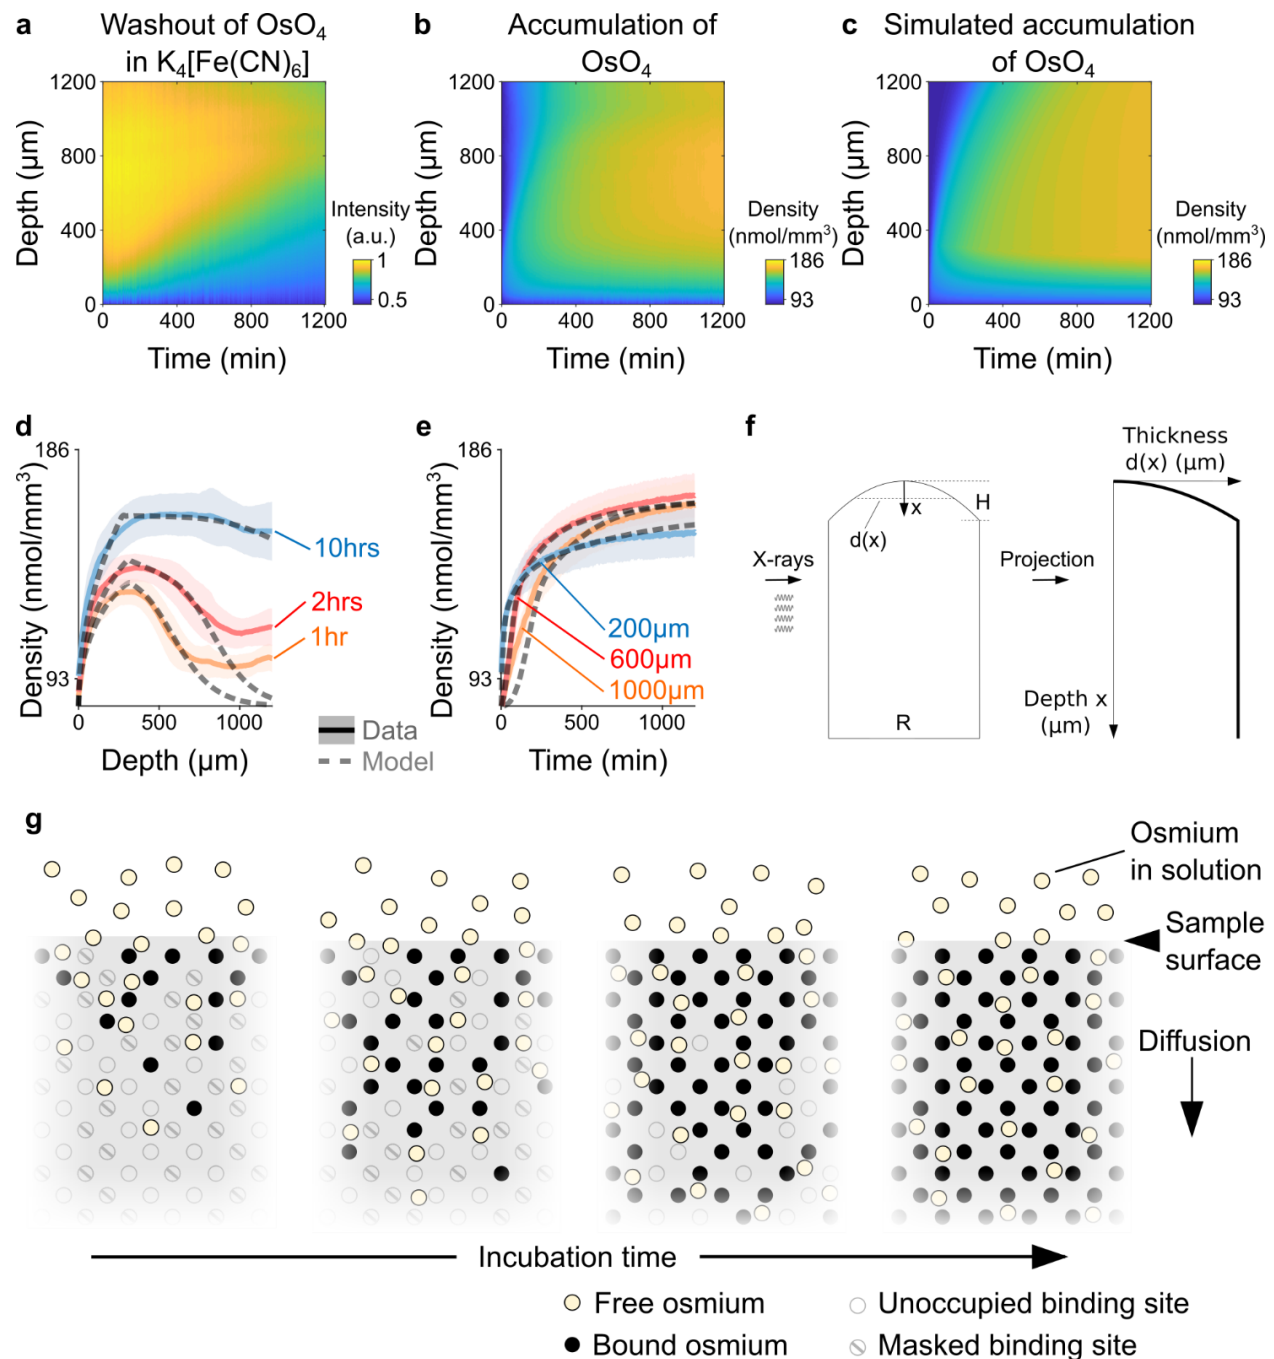 a Washout of OsO₄
in K₄[Fe(CN)₆]
1200
800
400
0
Depth (µm)
0 400 800 1200
Time (min)
Intensity
(a.u.)
1
0.5
b Accumulation of
OsO₄
1200
800
400
0
Depth (µm)
0 400 800 1200
Time (min)
Density
(nmol/mm³)
186
93
c Simulated accumulation
of OsO₄
1200
800
400
0
Depth (µm)
0 400 800 1200
Time (min)
Density
(nmol/mm³)
186
93
d
186
93
Density (nmol/mm³)
10hrs
2hrs
1hr
0 500 1000
Depth (µm)
Data
Model
e
186
93
Density (nmol/mm³)
200µm
600µm
1000µm
0 500 1000
Time (min)
f
X-rays
x
d(x)
H
R
Projection
Thickness
d(x) (µm)
Depth x
(µm)
g
Osmium
in solution
Sample
surface
Diffusion
Incubation time
Free osmium
Unoccupied binding site
Bound osmium
Masked binding site